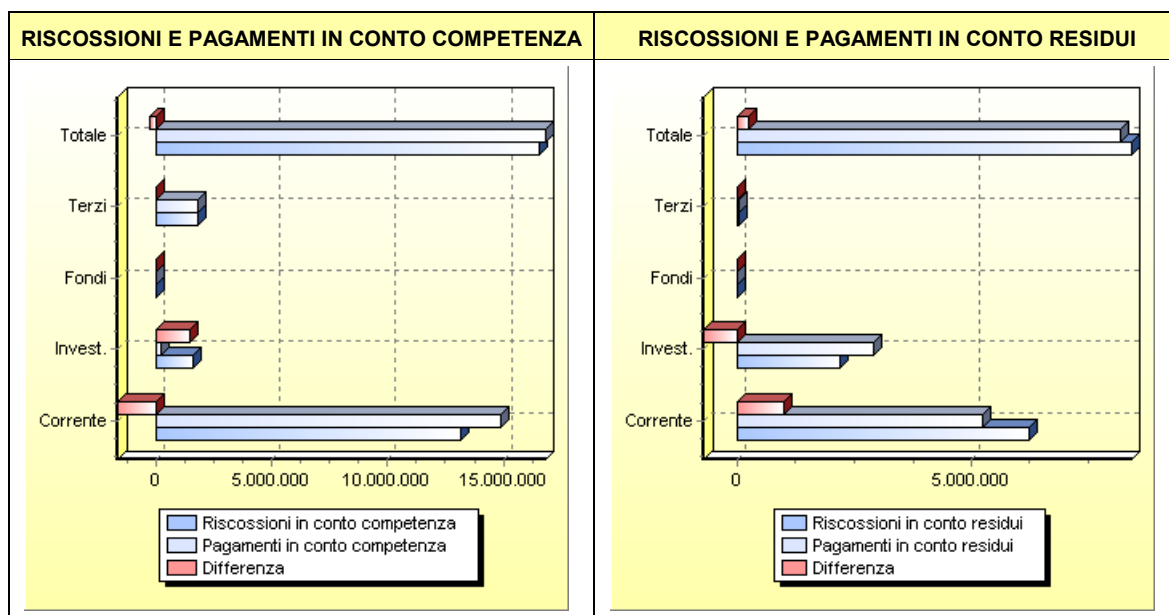 RISCOSSIONI E PAGAMENTI IN CONTO COMPETENZA
Totale
Terzi
Fondi
Invest.
Corrente
0 5.000.000 10.000.000 15.000.000
Riscossioni in conto competenza
Pagamenti in conto competenza
Differenza
RISCOSSIONI E PAGAMENTI IN CONTO RESIDUI
Totale
Terzi
Fondi
Invest.
Corrente
0 5.000.000
Riscossioni in conto residui
Pagamenti in conto residui
Differenza